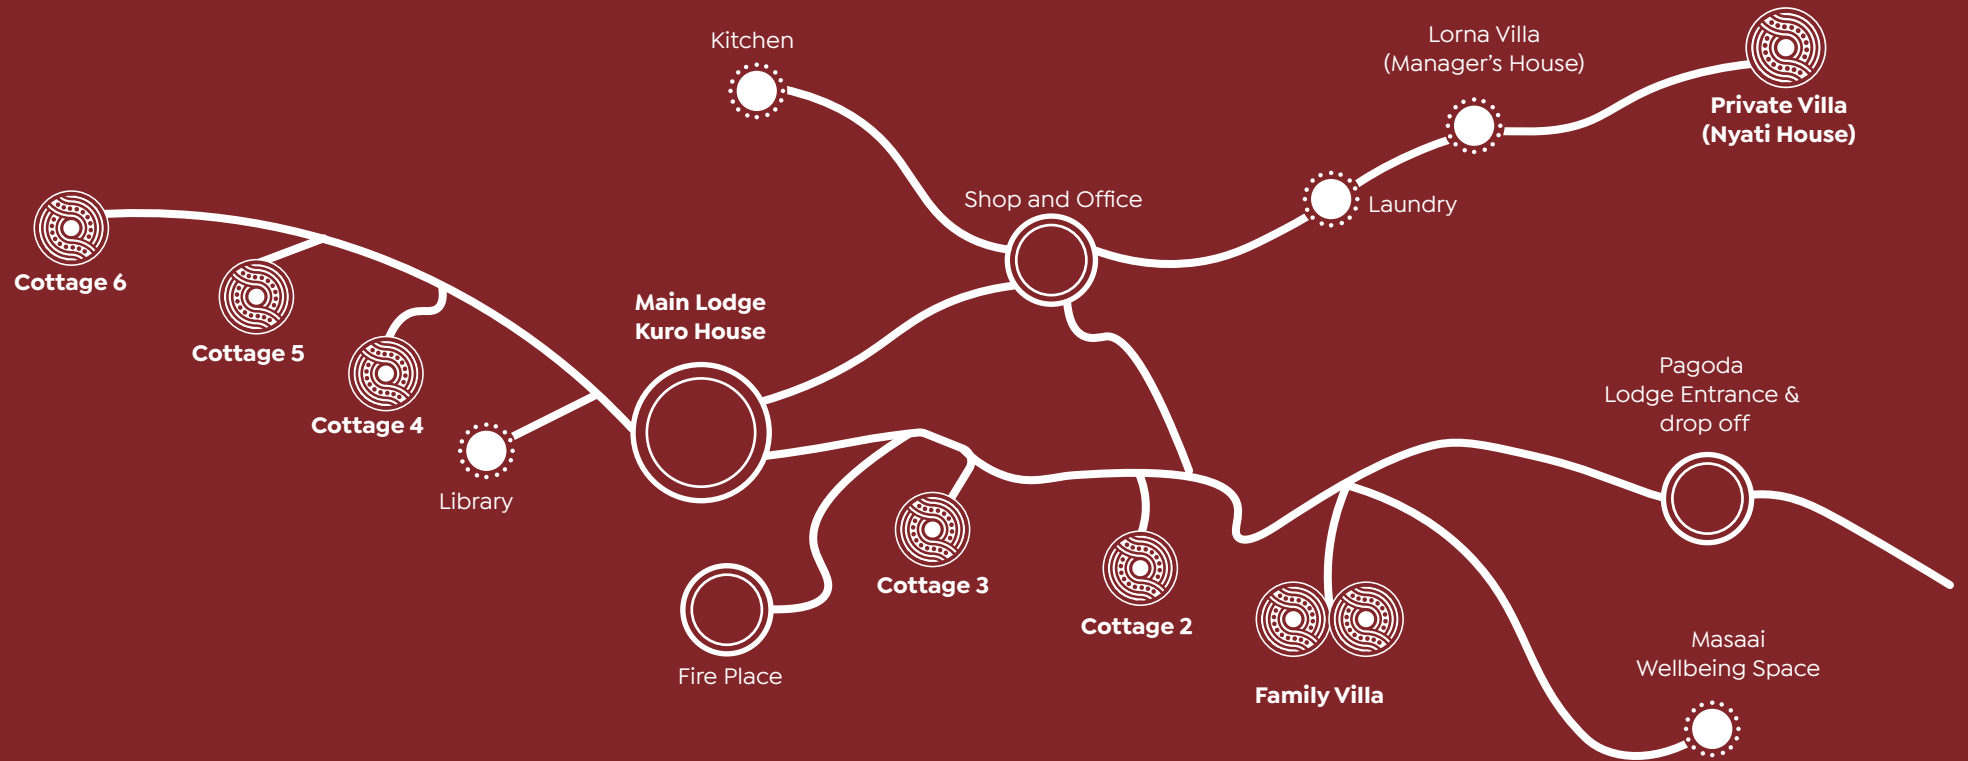 Kitchen
Lorna Villa
(Manager’s House)
Private Villa
(Nyati House)
Shop and Office
Laundry
Cottage 6
Main Lodge
Kuro House
Cottage 5
Cottage 4
Pagoda
Lodge Entrance &
drop off
Library
Cottage 3
Cottage 2
Fire Place
Family Villa
Masaai
Wellbeing Space